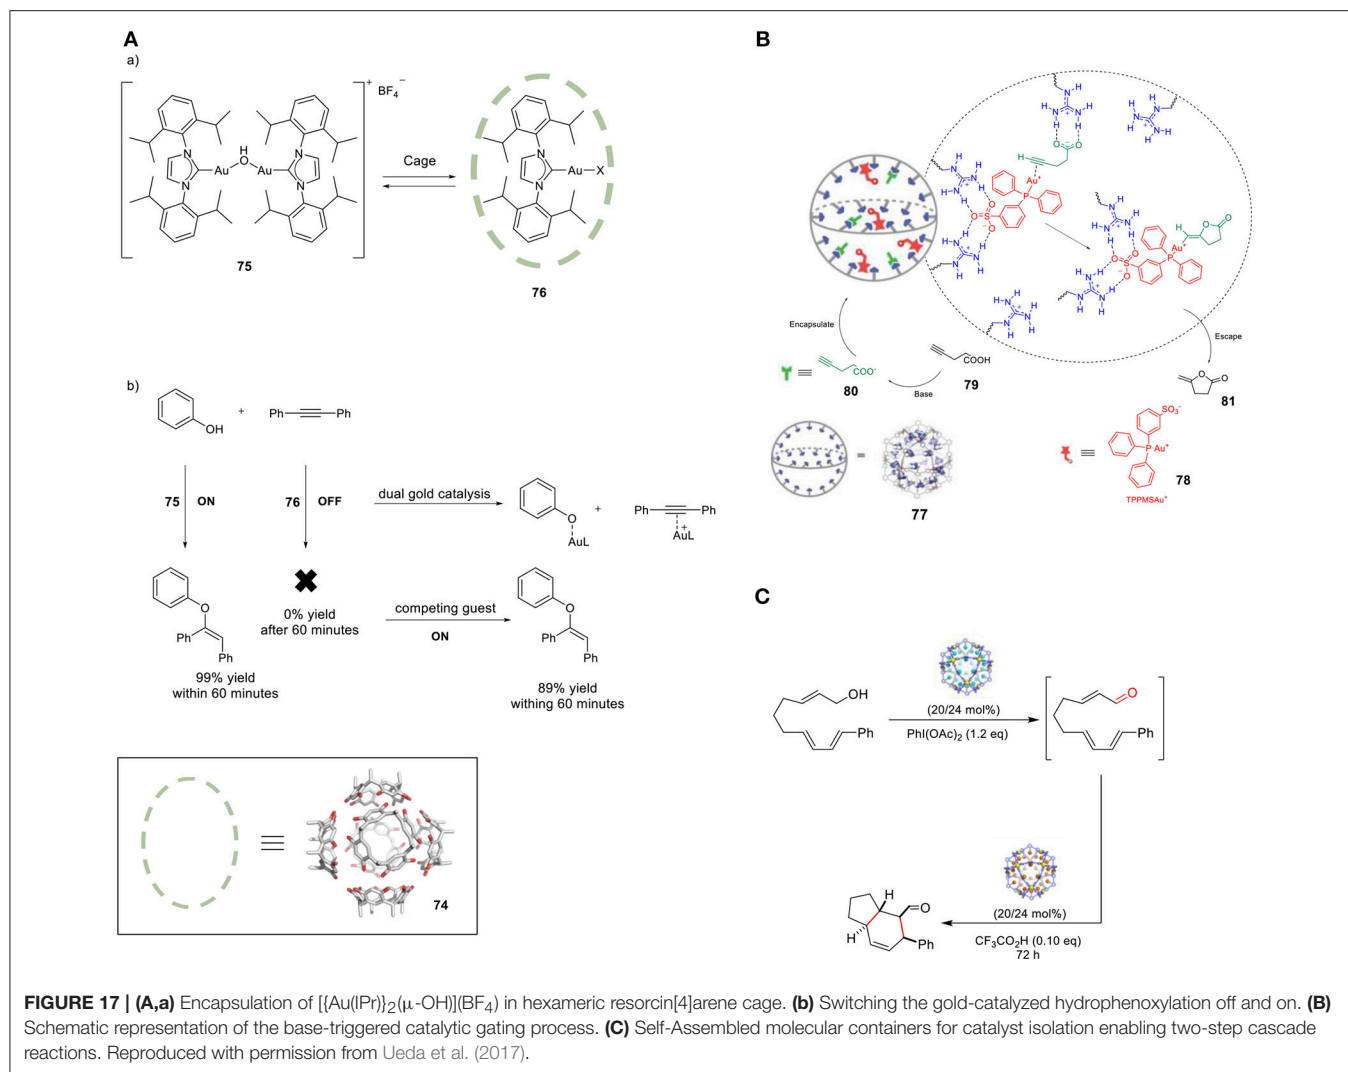 A
a)
+
BF4 −
H
O
N
N
Au
Au
N
N
75
Cage
N
N
Au
X
76
b)
OH
+
Ph
Ph
75
ON
76
OFF
dual gold catalysis
O
AuL
+
Ph
Ph
+
AuL
O
Ph
Ph
99% yield
within 60 minutes
0% yield
after 60 minutes
competing guest
ON
O
Ph
Ph
89% yield
withing 60 minutes
74
B
Encapsulate
COO-
80
COOH
79
Base
77
Escape
O
O
81
SO3−
P
Au+
78
TPPMSAu+
C
OH
Ph
(20/24 mol%)
PhI(OAc)2 (1.2 eq)
O
Ph
(20/24 mol%)
CF3CO2H (0.10 eq)
72 h
H
O
H
Ph
FIGURE 17 | (A,a) Encapsulation of [{Au(IPr)}2(μ-OH)](BF4) in hexameric resorcin[4]arene cage. (b) Switching the gold-catalyzed hydrophenoxylation off and on. (B)
Schematic representation of the base-triggered catalytic gating process. (C) Self-Assembled molecular containers for catalyst isolation enabling two-step cascade
reactions. Reproduced with permission from Ueda et al. (2017).